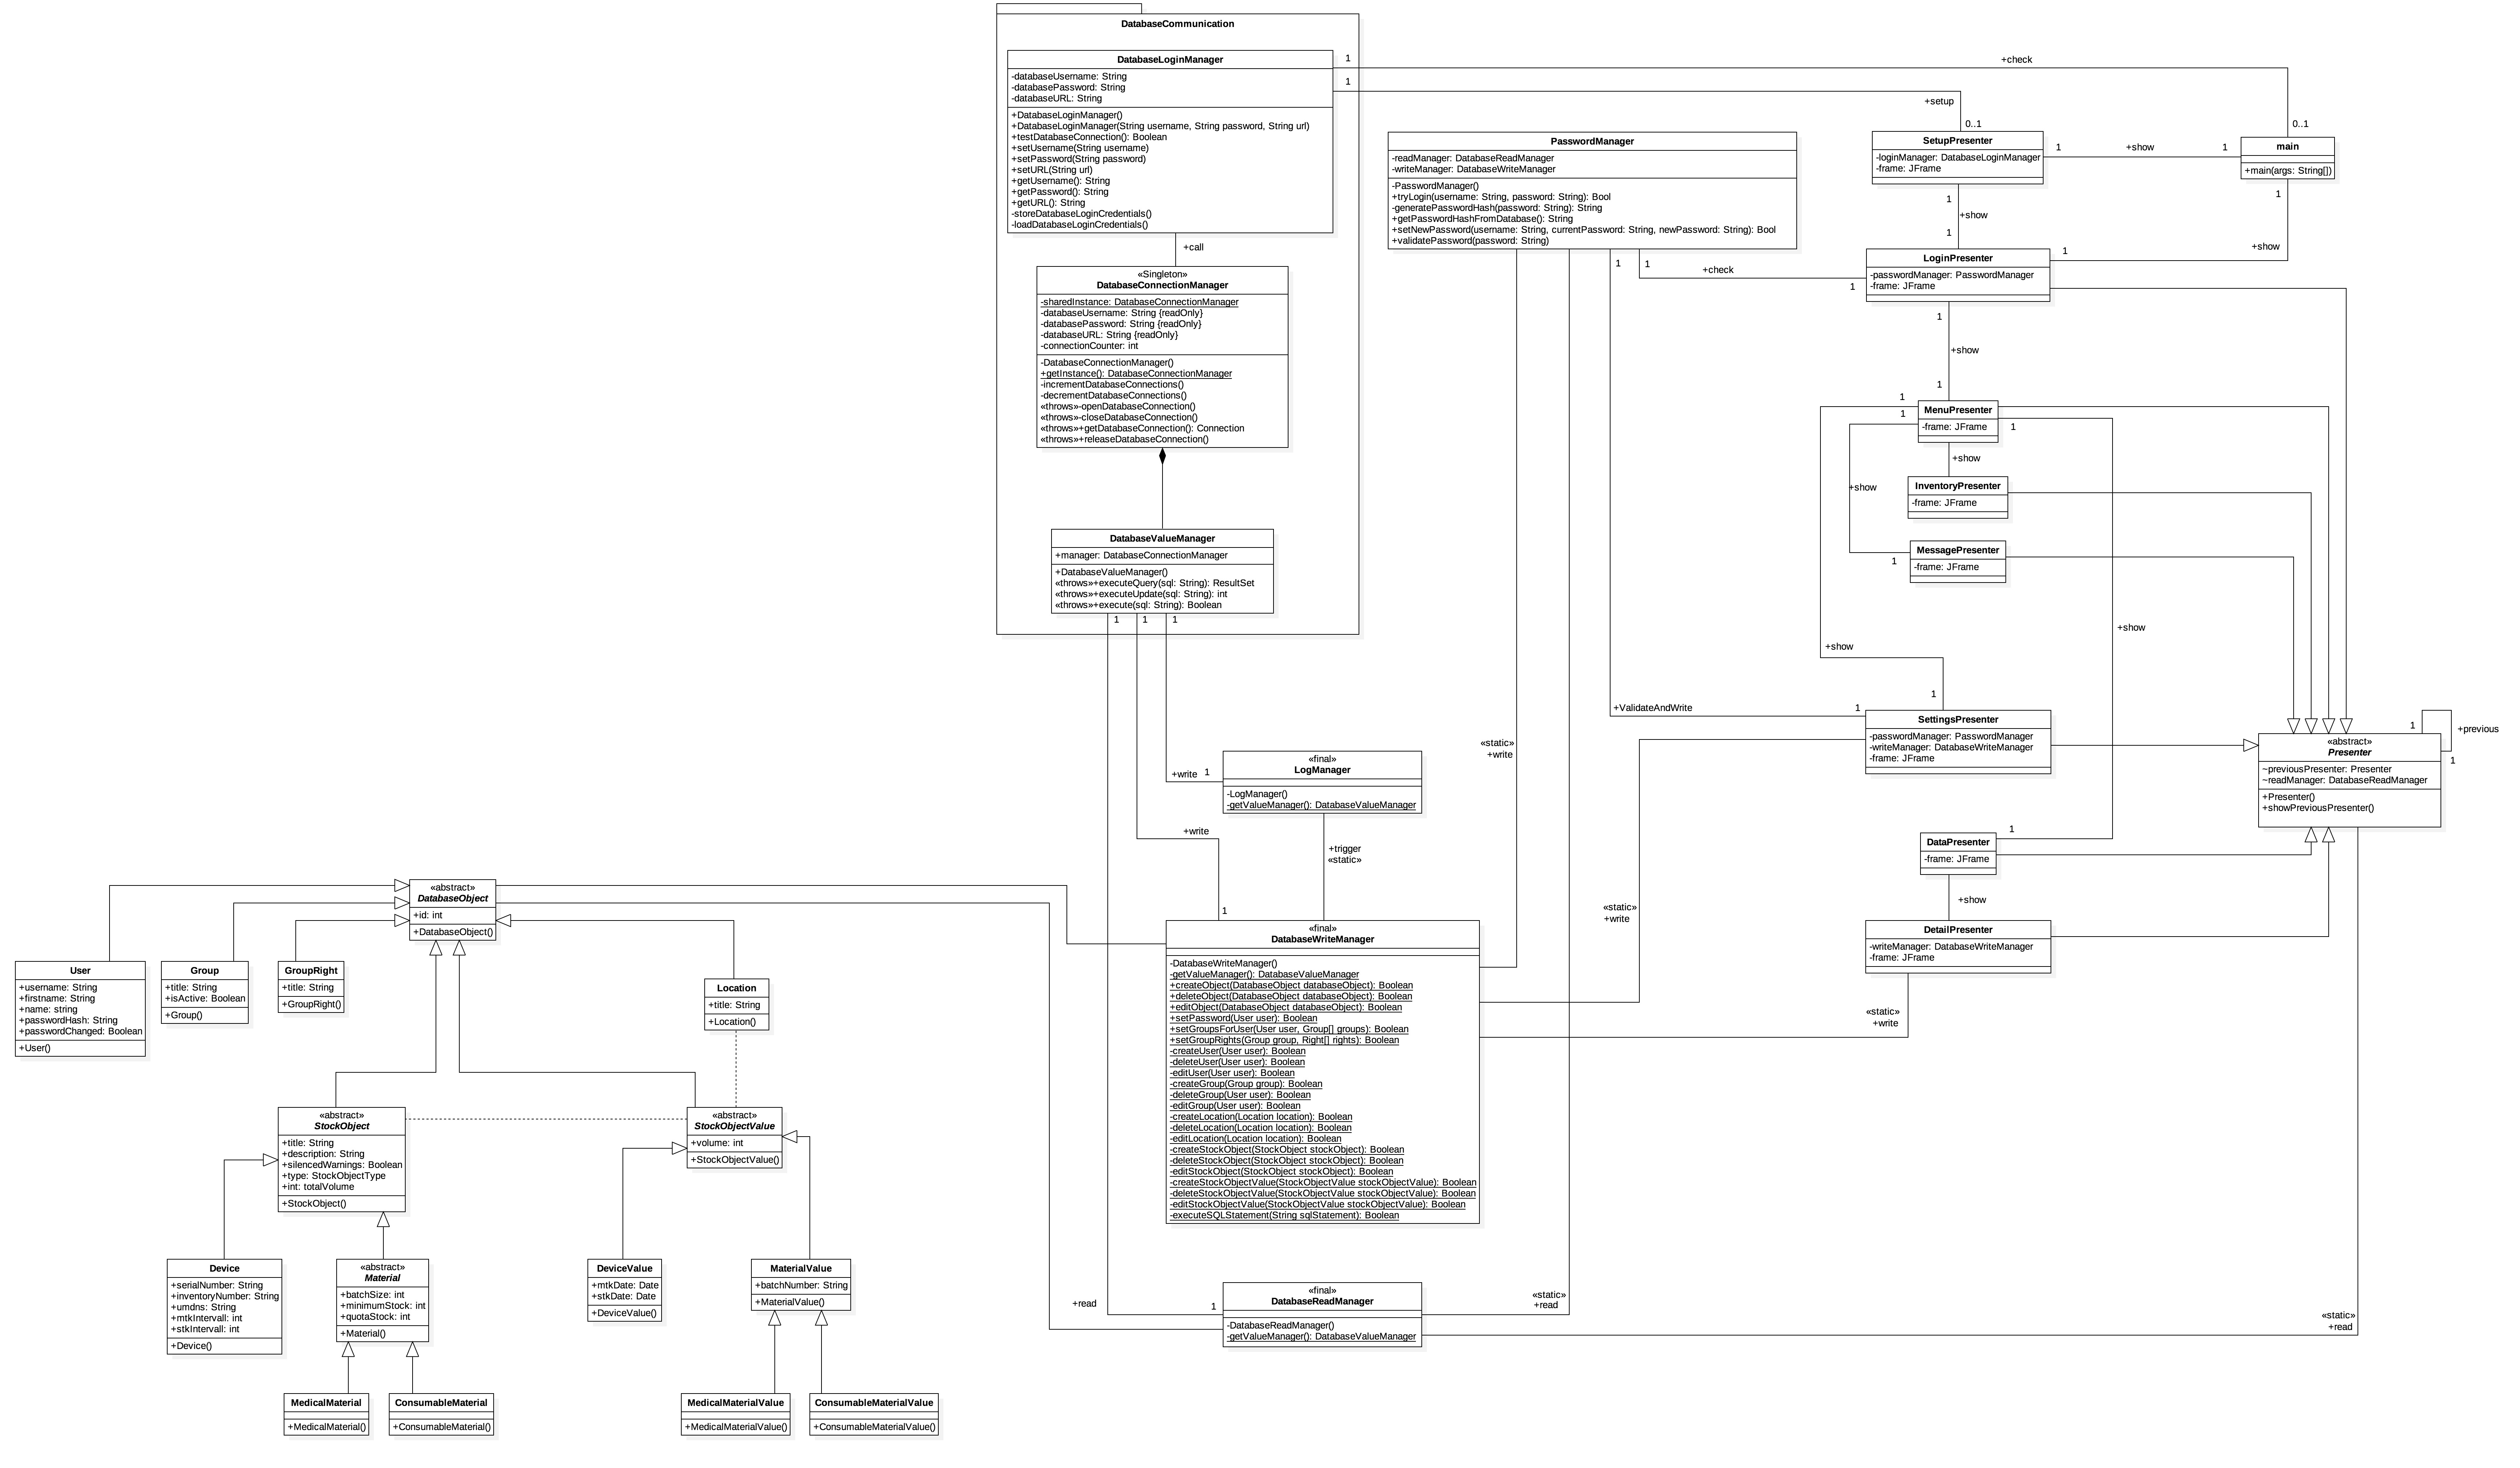 DatabaseCommunication
DatabaseLoginManager
-databaseUsername: String
-databasePassword: String
-databaseURL: String
+DatabaseLoginManager()
+DatabaseLoginManager(String username, String password, String url)
+testDatabaseConnection(): Boolean
+setUsername(String username)
+setPassword(String password)
+setURL(String url)
+getUsername(): String
+getPassword(): String
+getURL(): String
-storeDatabaseLoginCredentials()
-loadDatabaseLoginCredentials()
1
1
+check
0..1
+setup
0..1
+call
«Singleton»
DatabaseConnectionManager
-sharedInstance: DatabaseConnectionManager
-databaseUsername: String {readOnly}
-databasePassword: String {readOnly}
-databaseURL: String {readOnly}
-connectionCounter: int
-DatabaseConnectionManager()
+getInstance(): DatabaseConnectionManager
-incrementDatabaseConnections()
-decrementDatabaseConnections()
«throws»-openDatabaseConnection()
«throws»-closeDatabaseConnection()
«throws»+getDatabaseConnection(): Connection
«throws»+releaseDatabaseConnection()
DatabaseValueManager
+manager: DatabaseConnectionManager
+DatabaseValueManager()
«throws»+executeQuery(sql: String): ResultSet
«throws»+executeUpdate(sql: String): int
«throws»+execute(sql: String): Boolean
1
1
1
PasswordManager
-readManager: DatabaseReadManager
-writeManager: DatabaseWriteManager
-PasswordManager()
+tryLogin(username: String, password: String): Bool
-generatePasswordHash(password: String): String
+getPasswordHashFromDatabase(): String
+setNewPassword(username: String, currentPassword: String, newPassword: String): Bool
+validatePassword(password: String)
1
1
+check
1
SetupPresenter
-loginManager: DatabaseLoginManager
-frame: JFrame
1
+show
1
main
+main(args: String[])
1
+show
1
1
+show
1
LoginPresenter
-passwordManager: PasswordManager
-frame: JFrame
1
+show
1
1
1
MenuPresenter
-frame: JFrame
1
+show
InventoryPresenter
-frame: JFrame
+show
MessagePresenter
-frame: JFrame
1
+show
+show
1
+ValidateAndWrite
1
SettingsPresenter
-passwordManager: PasswordManager
-writeManager: DatabaseWriteManager
-frame: JFrame
1
+previous
1
«abstract»
Presenter
~previousPresenter: Presenter
~readManager: DatabaseReadManager
+Presenter()
+showPreviousPresenter()
1
DataPresenter
-frame: JFrame
+show
DetailPresenter
-writeManager: DatabaseWriteManager
-frame: JFrame
«static»
+write
«static»
+write
«static»
+write
«final»
LogManager
-LogManager()
-getValueManager(): DatabaseValueManager
+write
1
+write
1
+trigger
«static»
«final»
DatabaseWriteManager
-DatabaseWriteManager()
-getValueManager(): DatabaseValueManager
+createObject(DatabaseObject databaseObject): Boolean
+deleteObject(DatabaseObject databaseObject): Boolean
+editObject(DatabaseObject databaseObject): Boolean
+setPassword(User user): Boolean
+setGroupsForUser(User user, Group[] groups): Boolean
+setGroupRights(Group group, Right[] rights): Boolean
-createUser(User user): Boolean
-deleteUser(User user): Boolean
-editUser(User user): Boolean
-createGroup(Group group): Boolean
-deleteGroup(User user): Boolean
-editGroup(User user): Boolean
-createLocation(Location location): Boolean
-deleteLocation(Location location): Boolean
-editLocation(Location location): Boolean
-createStockObject(StockObject stockObject): Boolean
-deleteStockObject(StockObject stockObject): Boolean
-editStockObject(StockObject stockObject): Boolean
-createStockObjectValue(StockObjectValue stockObjectValue): Boolean
-deleteStockObjectValue(StockObjectValue stockObjectValue): Boolean
-editStockObjectValue(StockObjectValue stockObjectValue): Boolean
-executeSQLStatement(String sqlStatement): Boolean
«final»
DatabaseReadManager
-DatabaseReadManager()
-getValueManager(): DatabaseValueManager
+read
1
«static»
+read
«static»
+read
«abstract»
DatabaseObject
+id: int
+DatabaseObject()
User
+username: String
+firstname: String
+name: string
+passwordHash: String
+passwordChanged: Boolean
+User()
Group
+title: String
+isActive: Boolean
+Group()
GroupRight
+title: String
+GroupRight()
Location
+title: String
+Location()
«abstract»
StockObject
+title: String
+description: String
+silencedWarnings: Boolean
+type: StockObjectType
+int: totalVolume
+StockObject()
«abstract»
StockObjectValue
+volume: int
+StockObjectValue()
Device
+serialNumber: String
+inventoryNumber: String
+umdns: String
+mtkIntervall: int
+stkIntervall: int
+Device()
«abstract»
Material
+batchSize: int
+minimumStock: int
+quotaStock: int
+Material()
DeviceValue
+mtkDate: Date
+stkDate: Date
+DeviceValue()
MaterialValue
+batchNumber: String
+MaterialValue()
MedicalMaterial
+MedicalMaterial()
ConsumableMaterial
+ConsumableMaterial()
MedicalMaterialValue
+MedicalMaterialValue()
ConsumableMaterialValue
+ConsumableMaterialValue()